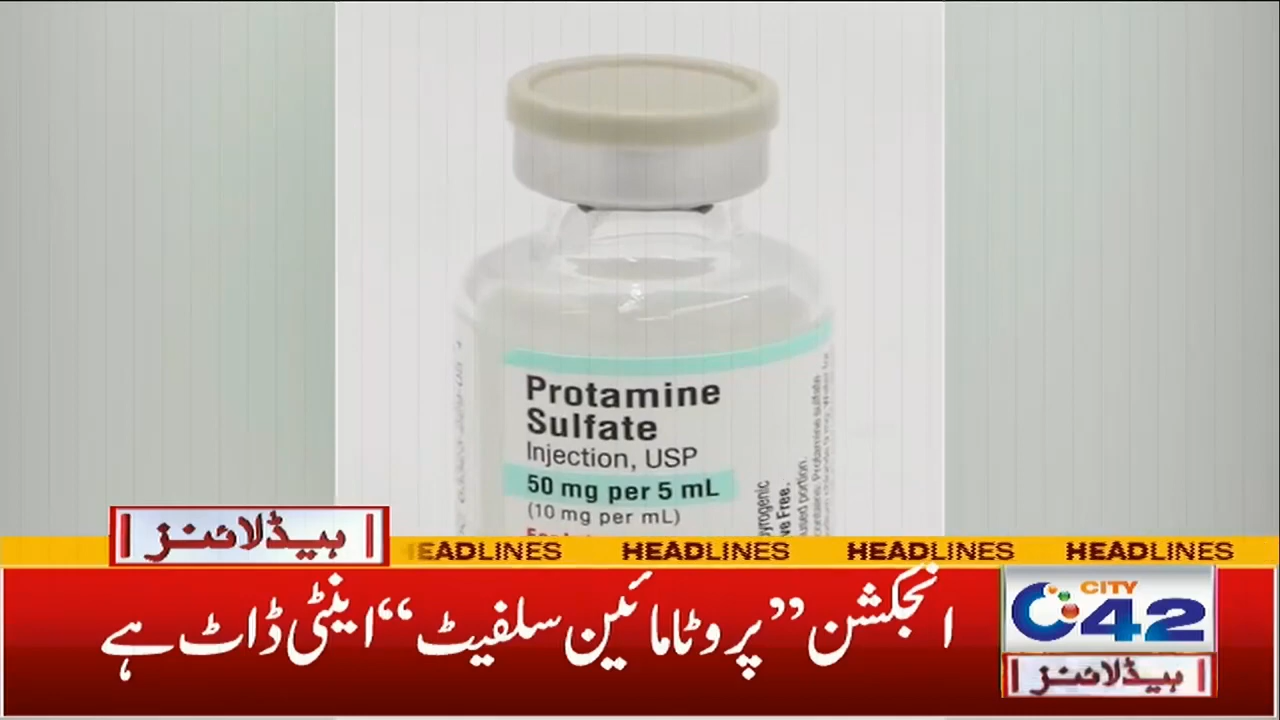 Protamine
Sulfate
Injection, USP
50 mg per 5 mL
(10 mg per mL)
ہیڈلائنز
HEADLINES HEADLINES HEADLINES HEADLINES
انجکشن ”پروٹامائین سلفیٹ“ اینٹی ڈاٹ ہے
CITY
42
ہیڈلائنز